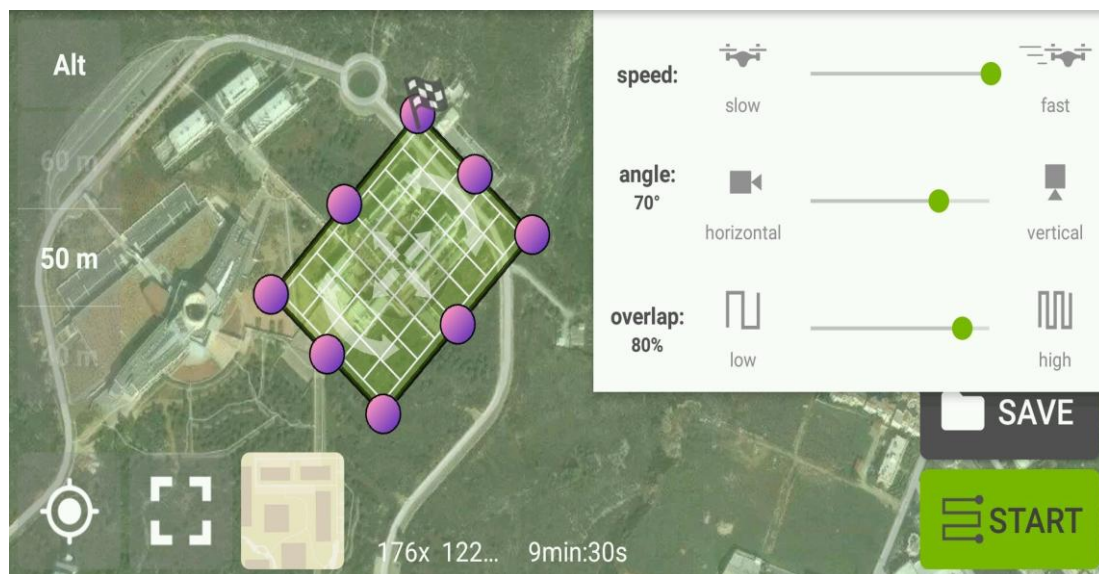 Alt
60 m
50 m
40 m
speed:
slow
fast
angle:
70°
horizontal
vertical
overlap:
80%
low
high
SAVE
START
176x 122... 9min:30s